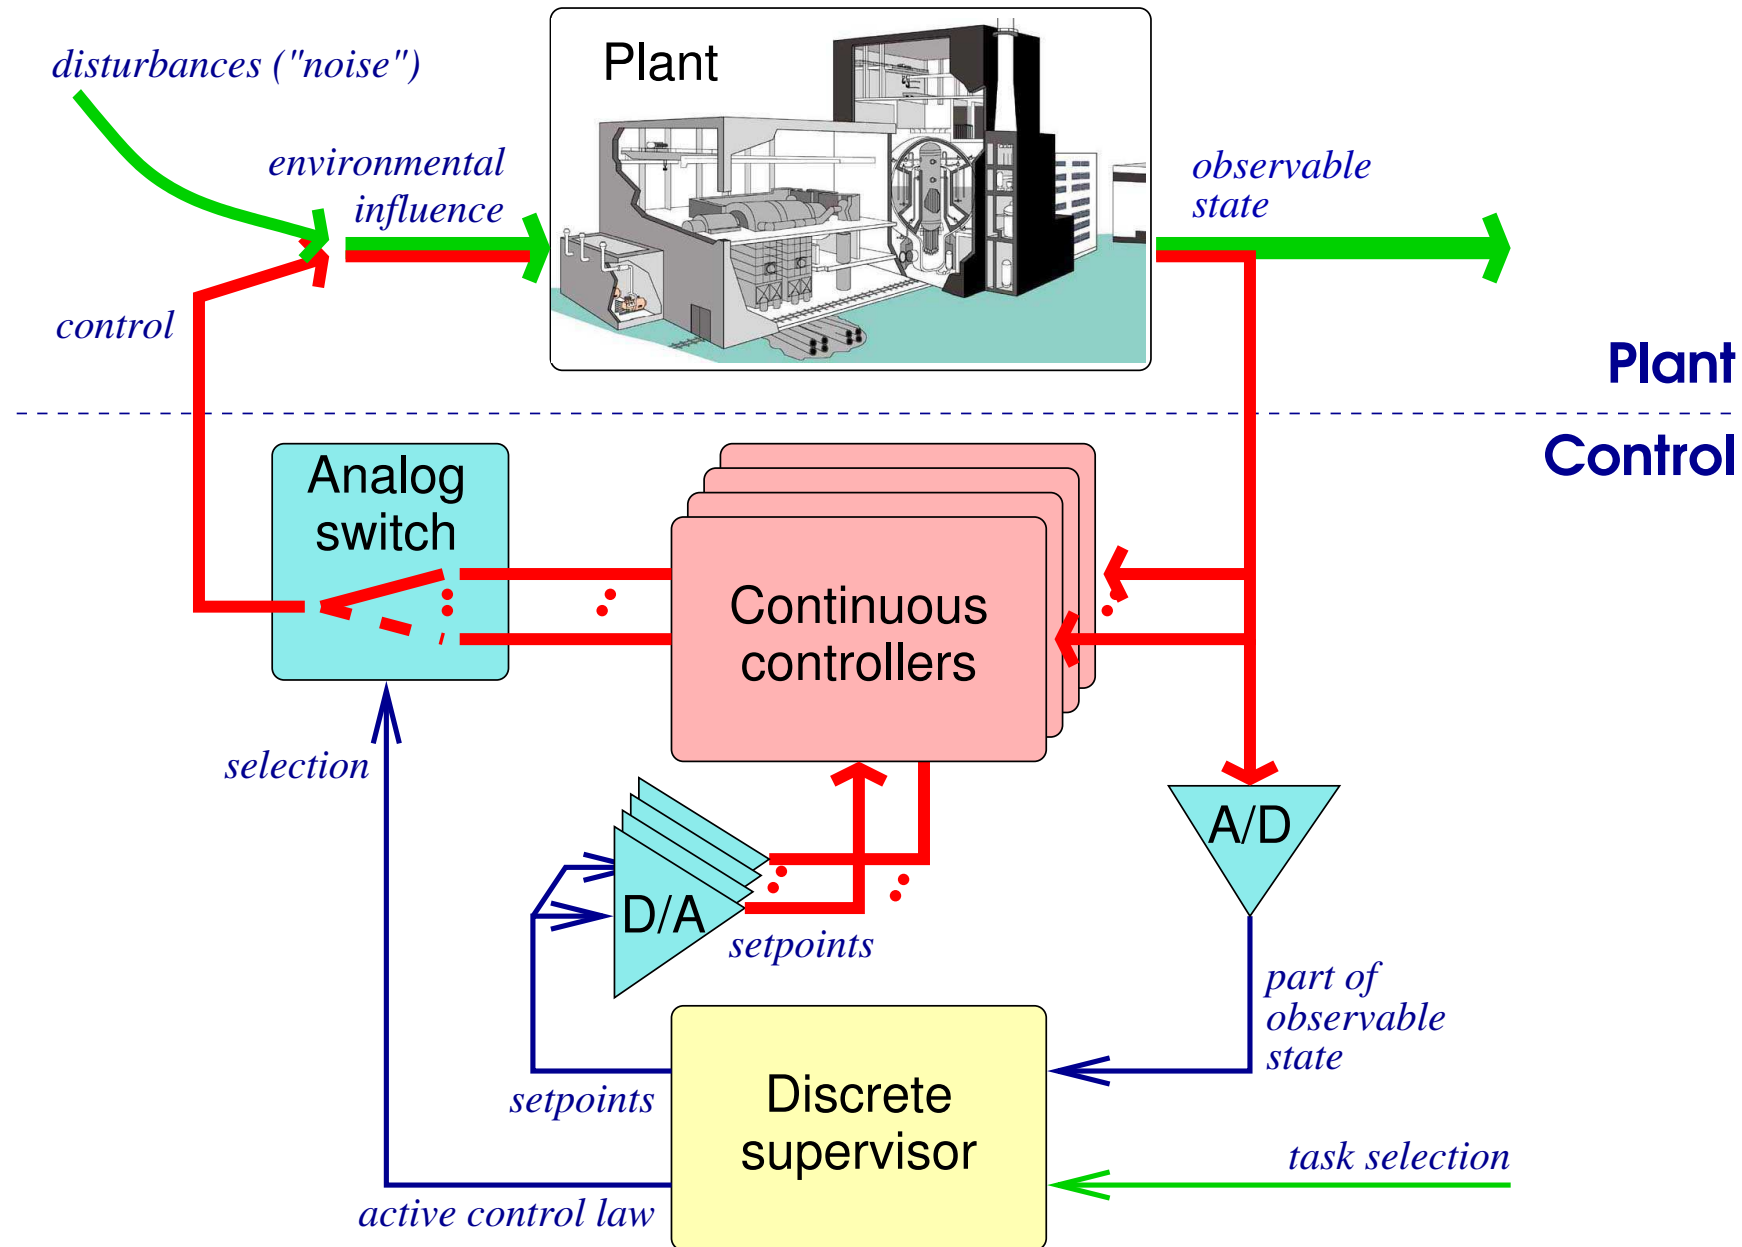 disturbances ("noise")
Plant
environmental
influence
observable
state
control
Plant
Control
Analog
switch
Continuous
controllers
selection
A/D
D/A
setpoints
part of
observable
state
setpoints
Discrete
supervisor
task selection
active control law